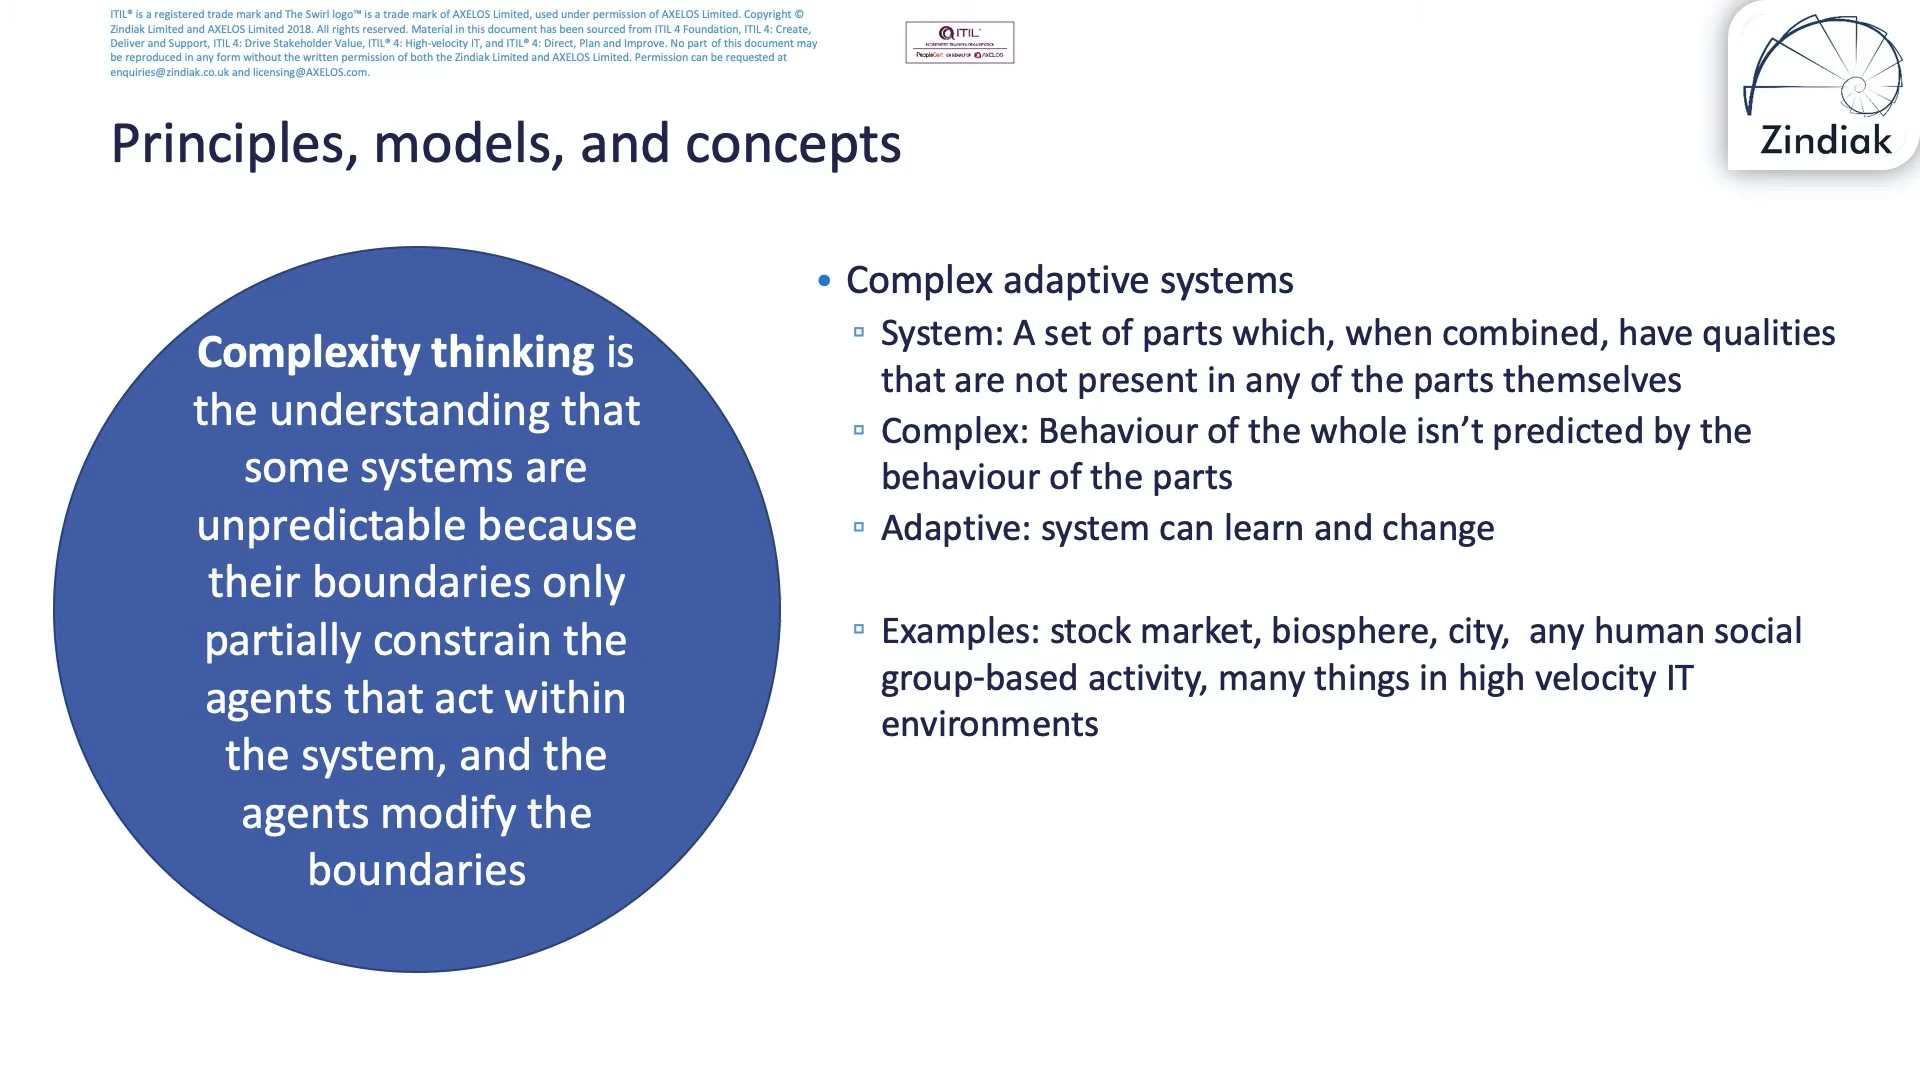 ITIL® is a registered trade mark and The Swirl logo™ is a trade mark of AXELOS Limited, used under permission of AXELOS Limited. Copyright ©
Zindiak Limited and AXELOS Limited 2018. All rights reserved. Material in this document has been sourced from ITIL 4 Foundation, ITIL 4: Create,
Deliver and Support, ITIL 4: Drive Stakeholder Value, ITIL® 4: High-velocity IT, and ITIL® 4: Direct, Plan and Improve. No part of this document may
be reproduced in any form without the written permission of both the Zindiak Limited and AXELOS Limited. Permission can be requested at
enquiries@zindiak.co.uk and licensing@AXELOS.com.
ITIL®
ACCREDITED TRAINING ORGANIZATION
PeopleCert ON BEHALF OF AXELOS
Zindiak
Principles, models, and concepts
Complexity thinking is
the understanding that
some systems are
unpredictable because
their boundaries only
partially constrain the
agents that act within
the system, and the
agents modify the
boundaries
• Complex adaptive systems
▫ System: A set of parts which, when combined, have qualities
that are not present in any of the parts themselves
▫ Complex: Behaviour of the whole isn’t predicted by the
behaviour of the parts
▫ Adaptive: system can learn and change
▫ Examples: stock market, biosphere, city,  any human social
group-based activity, many things in high velocity IT
environments